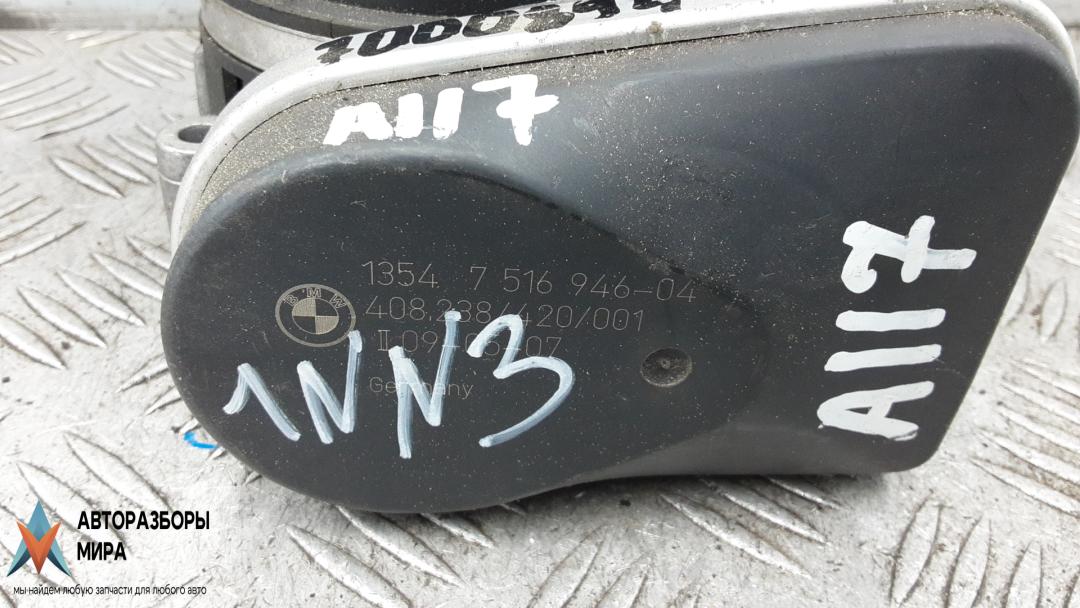 A117
1354 7 516 946-04
BMW
408.238/420/001
Germany
1NN3
A117
АВТОРАЗБОРЫ
МИРА
мы найдем любую запчасти для любого авто